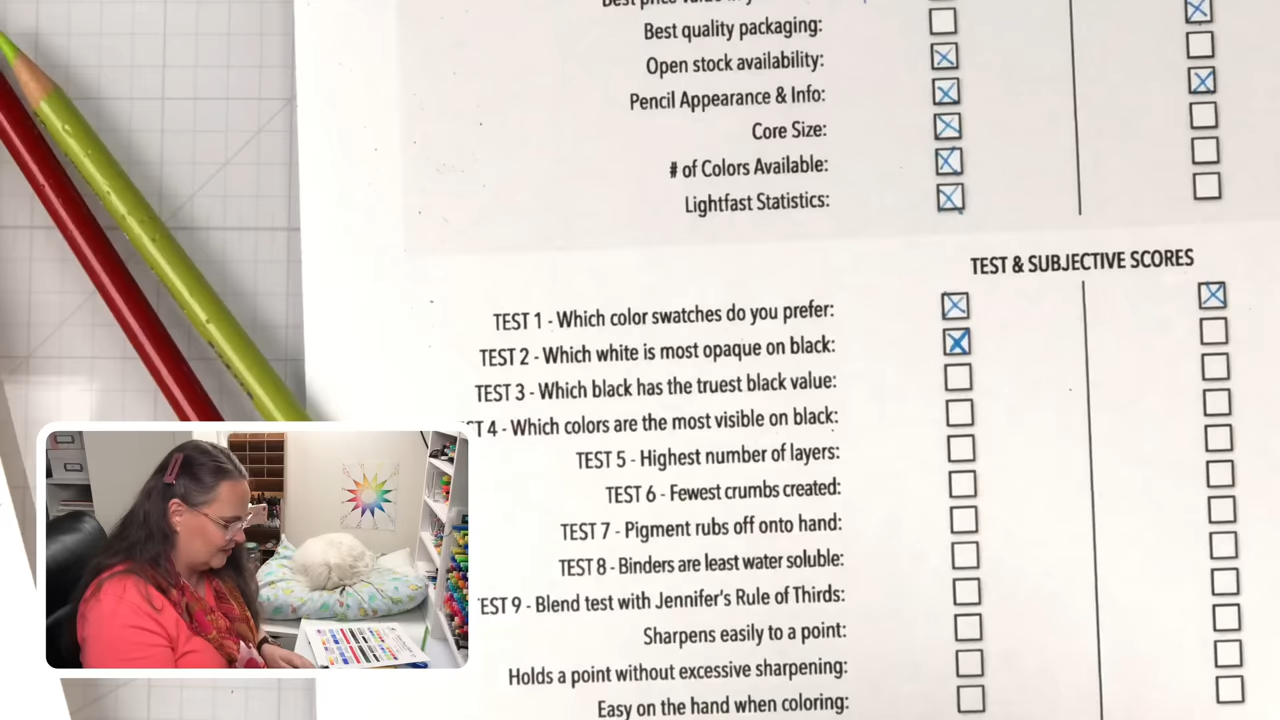 Best price value
Best quality packaging:
Open stock availability:
Pencil Appearance & Info:
Core Size:
# of Colors Available:
Lightfast Statistics:
TEST & SUBJECTIVE SCORES
TEST 1 - Which color swatches do you prefer:
TEST 2 - Which white is most opaque on black:
TEST 3 - Which black has the truest black value:
T 4 - Which colors are the most visible on black:
TEST 5 - Highest number of layers:
TEST 6 - Fewest crumbs created:
TEST 7 - Pigment rubs off onto hand:
TEST 8 - Binders are least water soluble:
EST 9 - Blend test with Jennifer's Rule of Thirds:
Sharpens easily to a point:
Holds a point without excessive sharpening:
Easy on the hand when coloring: